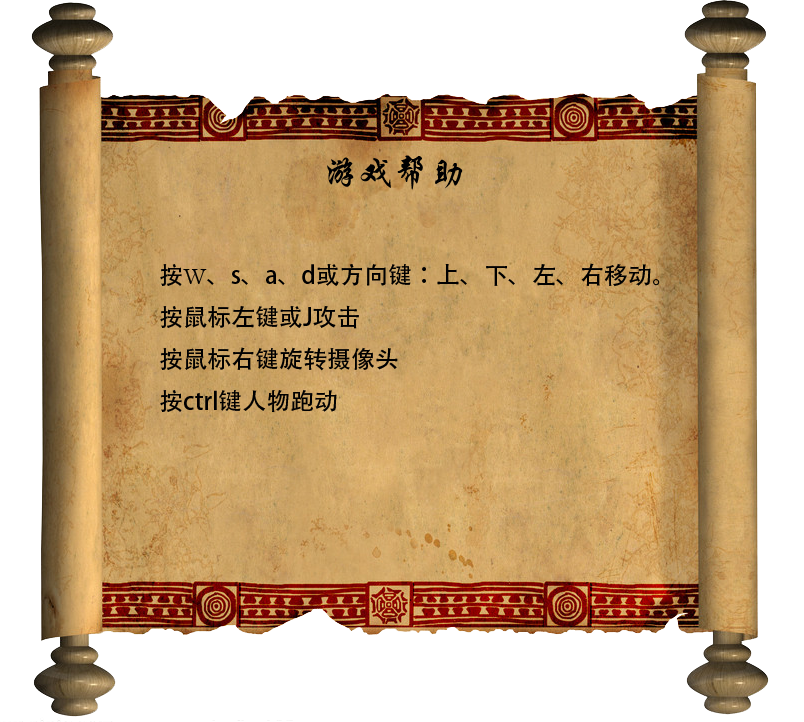 游戏帮助
按W、s、a、d或方向键：上、下、左、右移动。
按鼠标左键或J攻击
按鼠标右键旋转摄像头
按ctrl键人物跑动